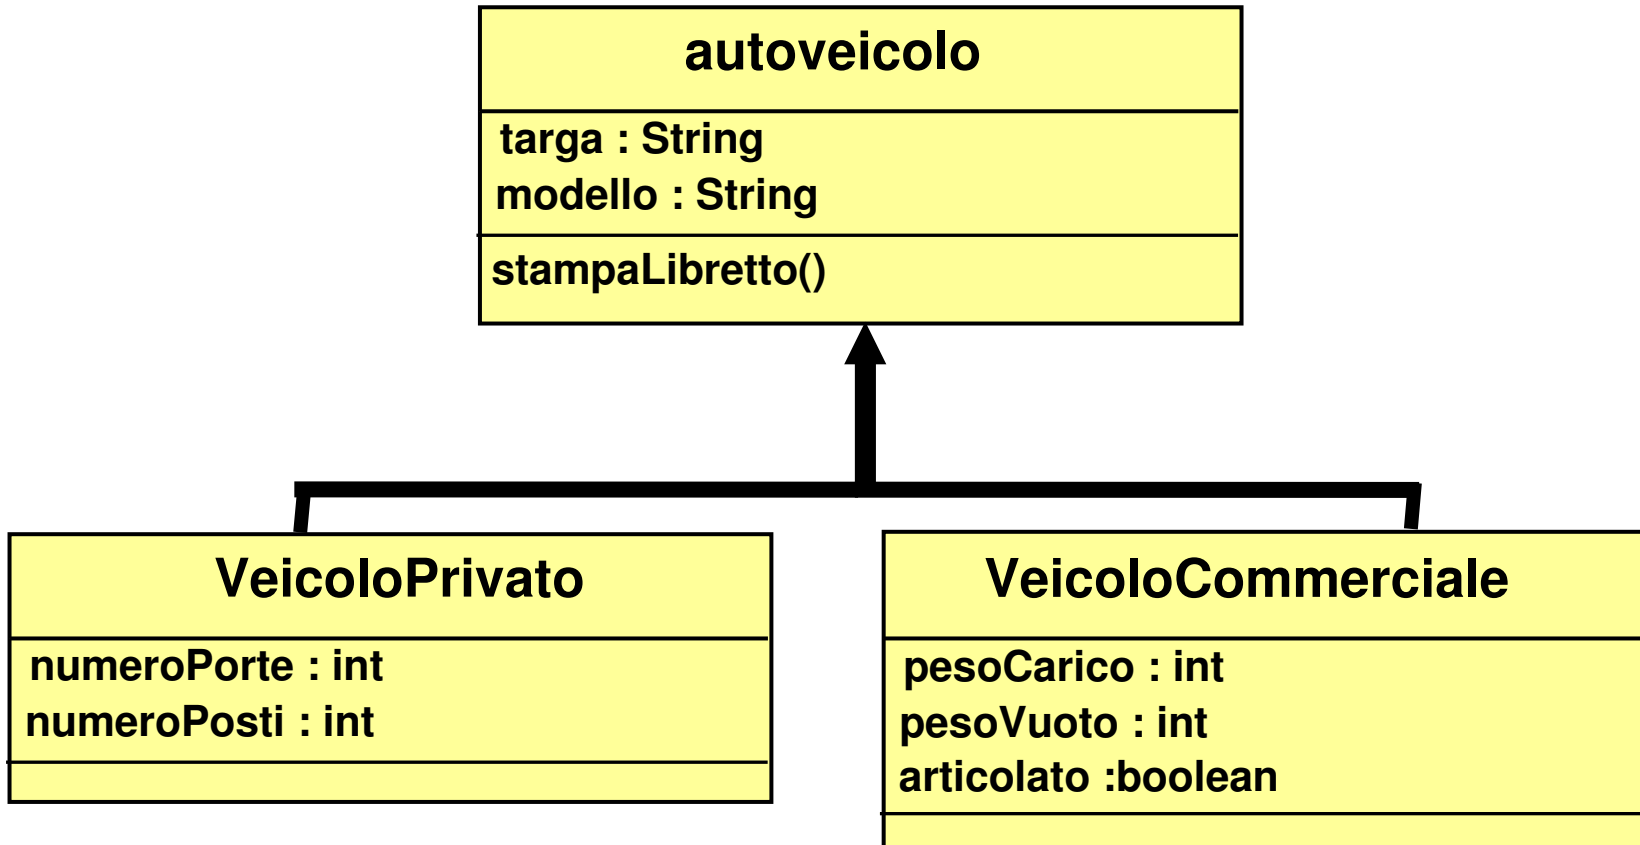 autoveicolo
targa : String
modello : String
stampaLibretto()
VeicoloPrivato
numeroPorte : int
numeroPosti : int
VeicoloCommerciale
pesoCarico : int
pesoVuoto : int
articolato :boolean